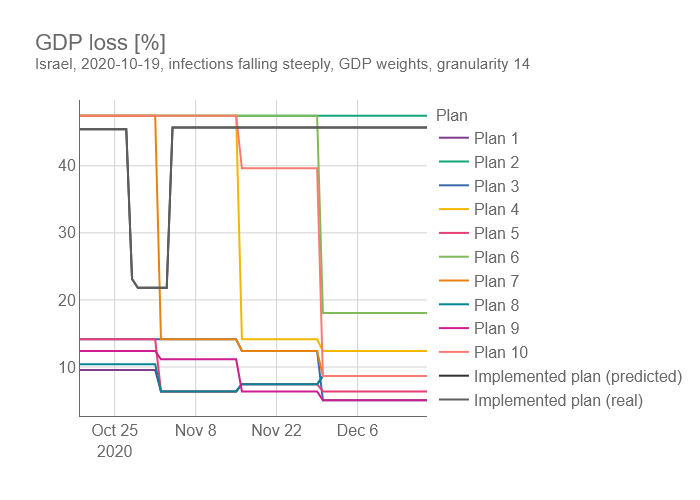 GDP loss [%]
Israel, 2020-10-19, infections falling steeply, GDP weights, granularity 14
Plan
Plan 1
Plan 2
Plan 3
Plan 4
Plan 5
Plan 6
Plan 7
Plan 8
Plan 9
Plan 10
Implemented plan (predicted)
Implemented plan (real)
40
30
20
10
Oct 25 Nov 8 Nov 22 Dec 6
2020